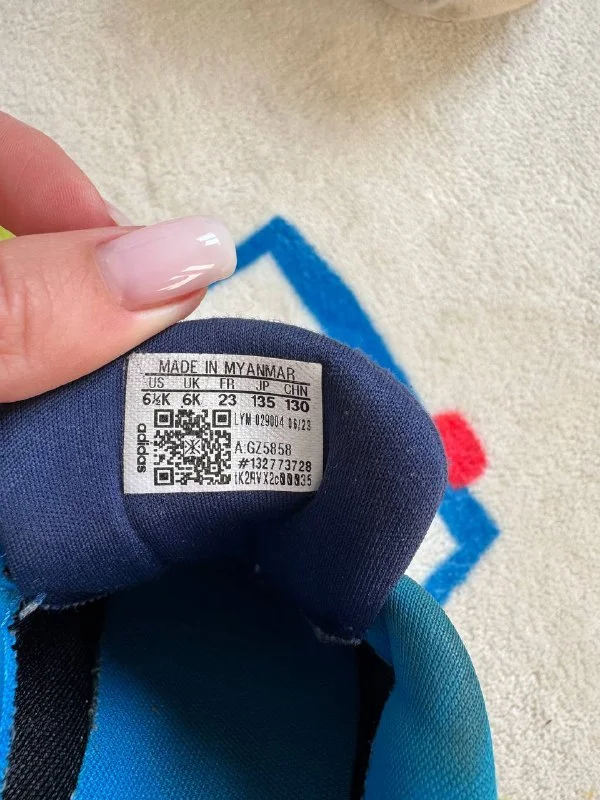 MADE IN MYANMAR
US UK FR JP CHN
6½K 6K 23 135 130
adidas
LYM 029004 06/23
A:GZ5858
#132773728